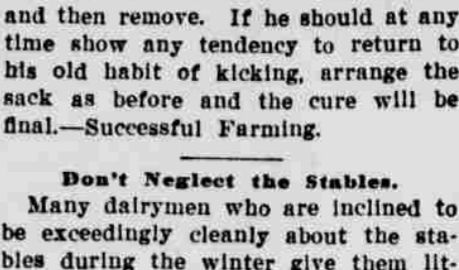 and then remove. If he should at any
time show any tendency to return to
his old habit of kicking, arrange the
sack as before and the cure will be
final.—Successful Farming.
Don't Neglect the Stables.
Many dairymen who are inclined to
be exceedingly cleanly about the sta-
bles during the winter give them lit-